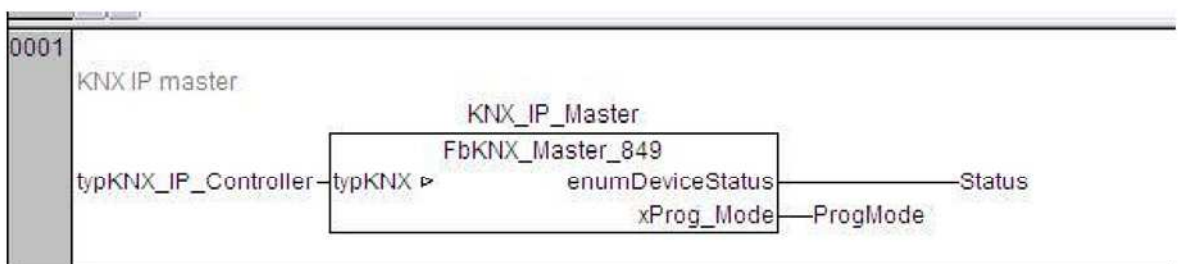 0001
KNX IP master
KNX_IP_Master
FbKNX_Master_849
typKNX_IP_Controller typKNX enumDeviceStatus Status
xProg_Mode ProgMode